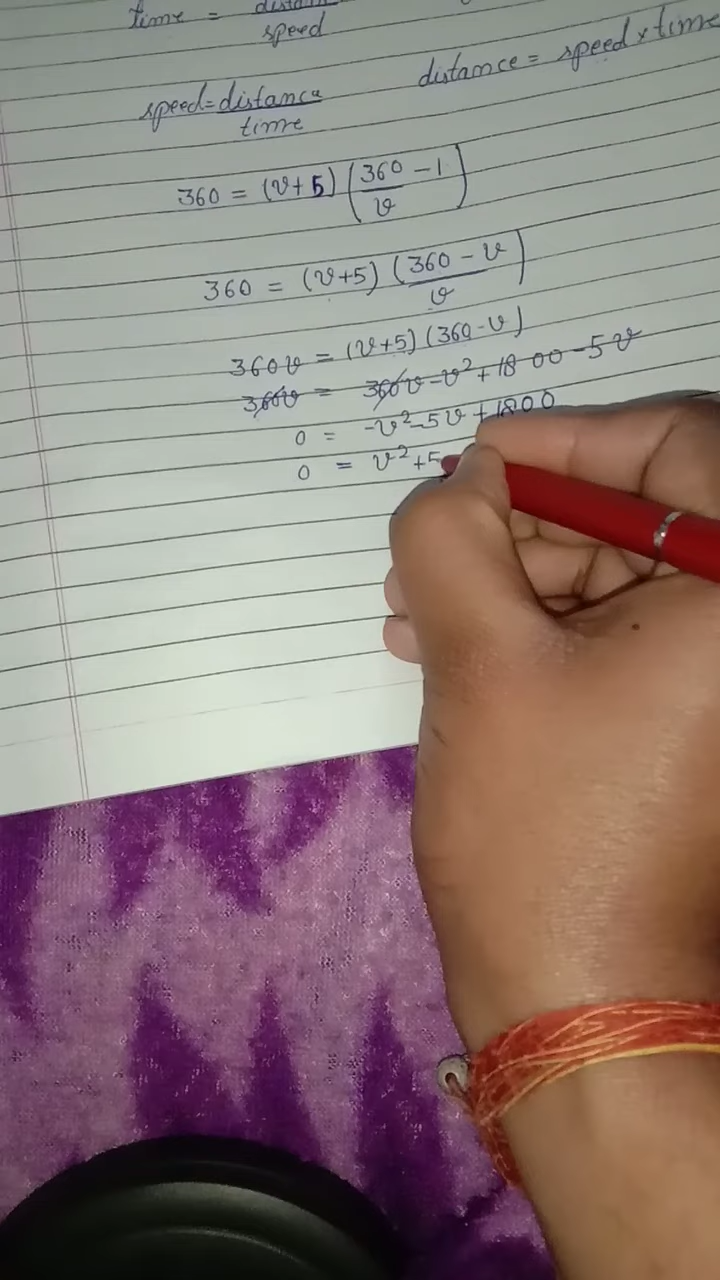 time = distan
speed
speed = distance
time
distance = speed × time
360 = (v+5) (360/v - 1)
360 = (v+5) (360 - v / v)
360v = (v+5) (360-v)
360v = 360v - v² + 1800 - 5v
0 = -v² - 5v + 1800
0 = v² + 5